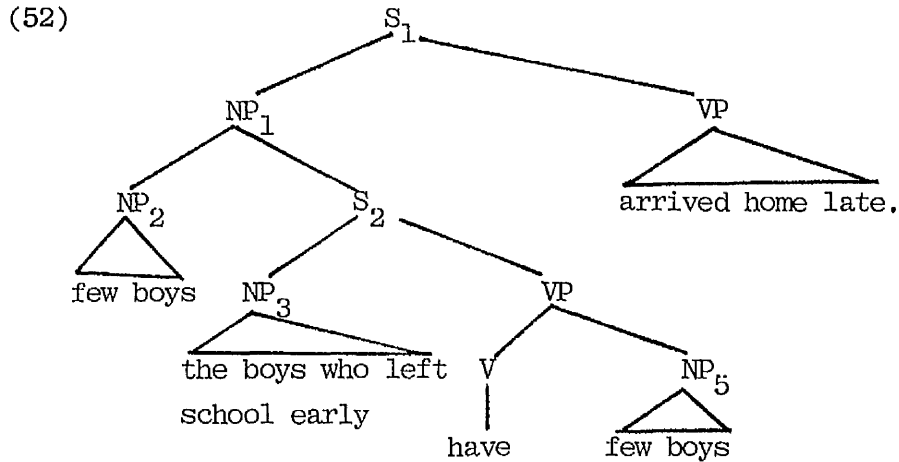 (52)
S1
NP1 VP
NP2 S2 arrived home late.
few boys NP3 VP
the boys who left V NP5
school early
have few boys